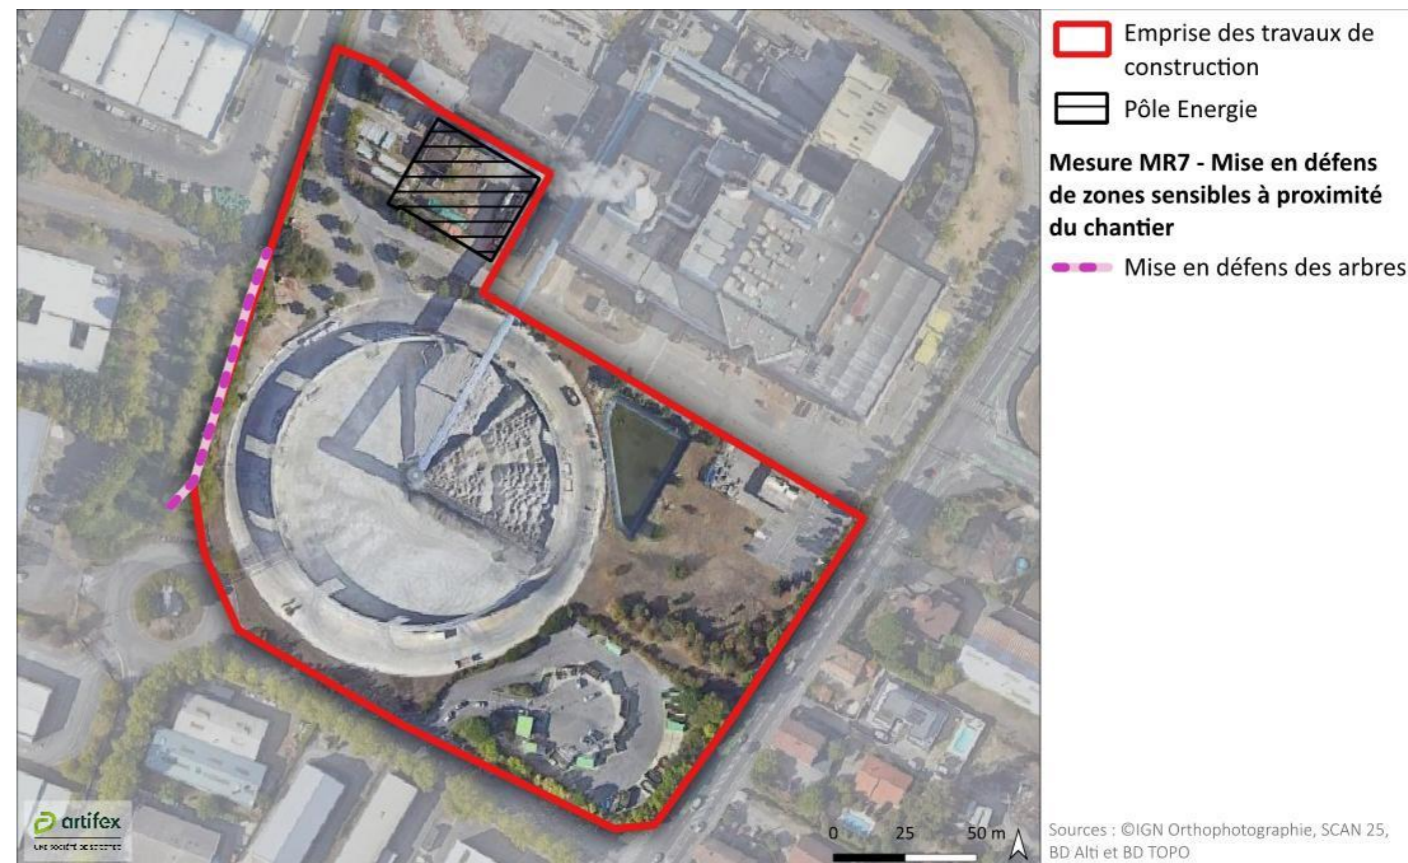 Emprise des travaux de
construction
Pôle Energie
Mesure MR7 - Mise en défens
de zones sensibles à proximité
du chantier
Mise en défens des arbres
artifex
0 25 50 m
Sources : ©IGN Orthophotographie, SCAN 25,
BD Alti et BD TOPO